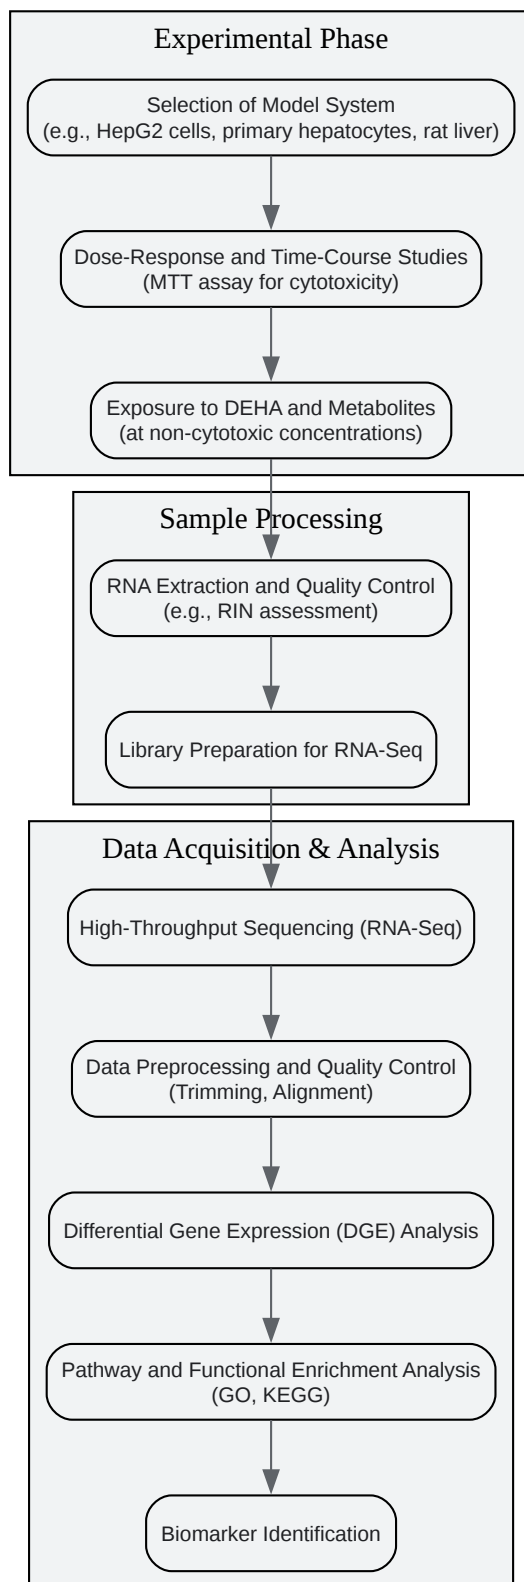 Experimental Phase
Selection of Model System
(e.g., HepG2 cells, primary hepatocytes, rat liver)
Dose-Response and Time-Course Studies
(MTT assay for cytotoxicity)
Exposure to DEHA and Metabolites
(at non-cytotoxic concentrations)
Sample Processing
RNA Extraction and Quality Control
(e.g., RIN assessment)
Library Preparation for RNA-Seq
Data Acquisition & Analysis
High-Throughput Sequencing (RNA-Seq)
Data Preprocessing and Quality Control
(Trimming, Alignment)
Differential Gene Expression (DGE) Analysis
Pathway and Functional Enrichment Analysis
(GO, KEGG)
Biomarker Identification